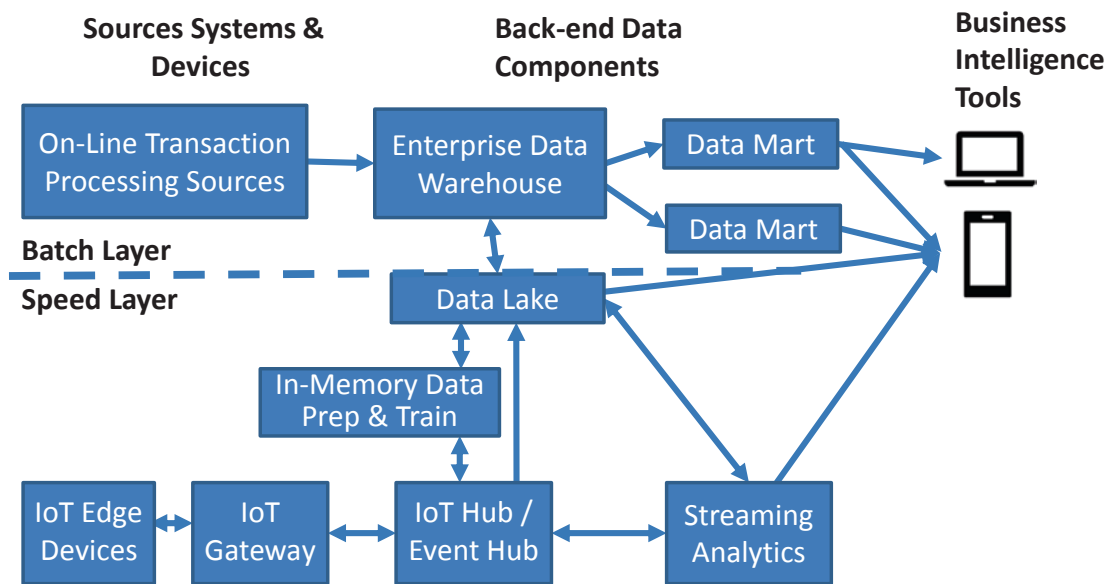 Sources Systems &
Devices
Back-end Data
Components
Business
Intelligence
Tools
On-Line Transaction
Processing Sources
Enterprise Data
Warehouse
Data Mart
Data Mart
Batch Layer
Speed Layer
Data Lake
In-Memory Data
Prep & Train
IoT Edge
Devices
IoT
Gateway
IoT Hub /
Event Hub
Streaming
Analytics